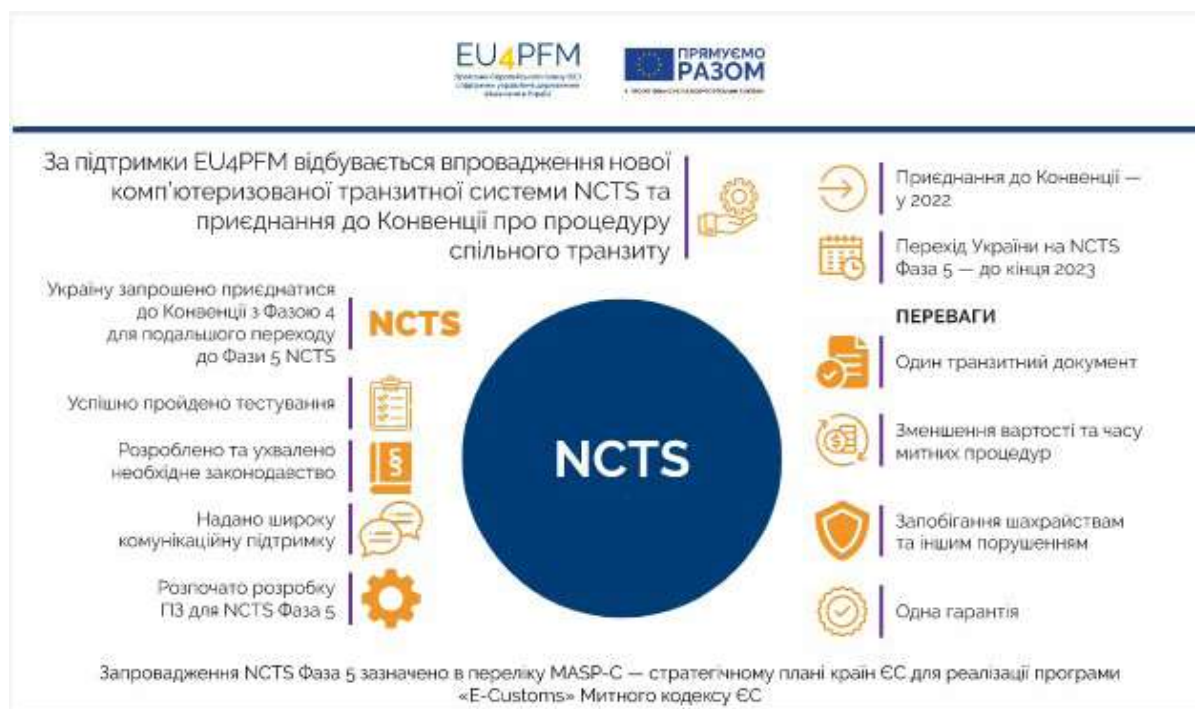 EU4PFM
ПРЯМУЄМО
РАЗОМ
За підтримки EU4PFM відбувається впровадження нової
комп'ютеризованої транзитної системи NCTS та
приєднання до Конвенції про процедуру
спільного транзиту
Україну запрошено приєднатися
до Конвенції з Фазою 4
для подальшого переходу
до Фази 5 NCTS
NCTS
Успішно пройдено тестування
Розроблено та ухвалено
необхідне законодавство
Надано широку
комунікаційну підтримку
Розпочато розробку
ПЗ для NCTS Фаза 5
NCTS
Приєднання до Конвенції —
у 2022
Перехід України на NCTS
Фаза 5 — до кінця 2023
ПЕРЕВАГИ
Один транзитний документ
Зменшення вартості та часу
митних процедур
Запобігання шахрайствам
та іншим порушенням
Одна гарантія
Запровадження NCTS Фаза 5 зазначено в переліку MASP-C — стратегічному плані країн ЄС для реалізації програми
«E-Customs» Митного кодексу ЄС